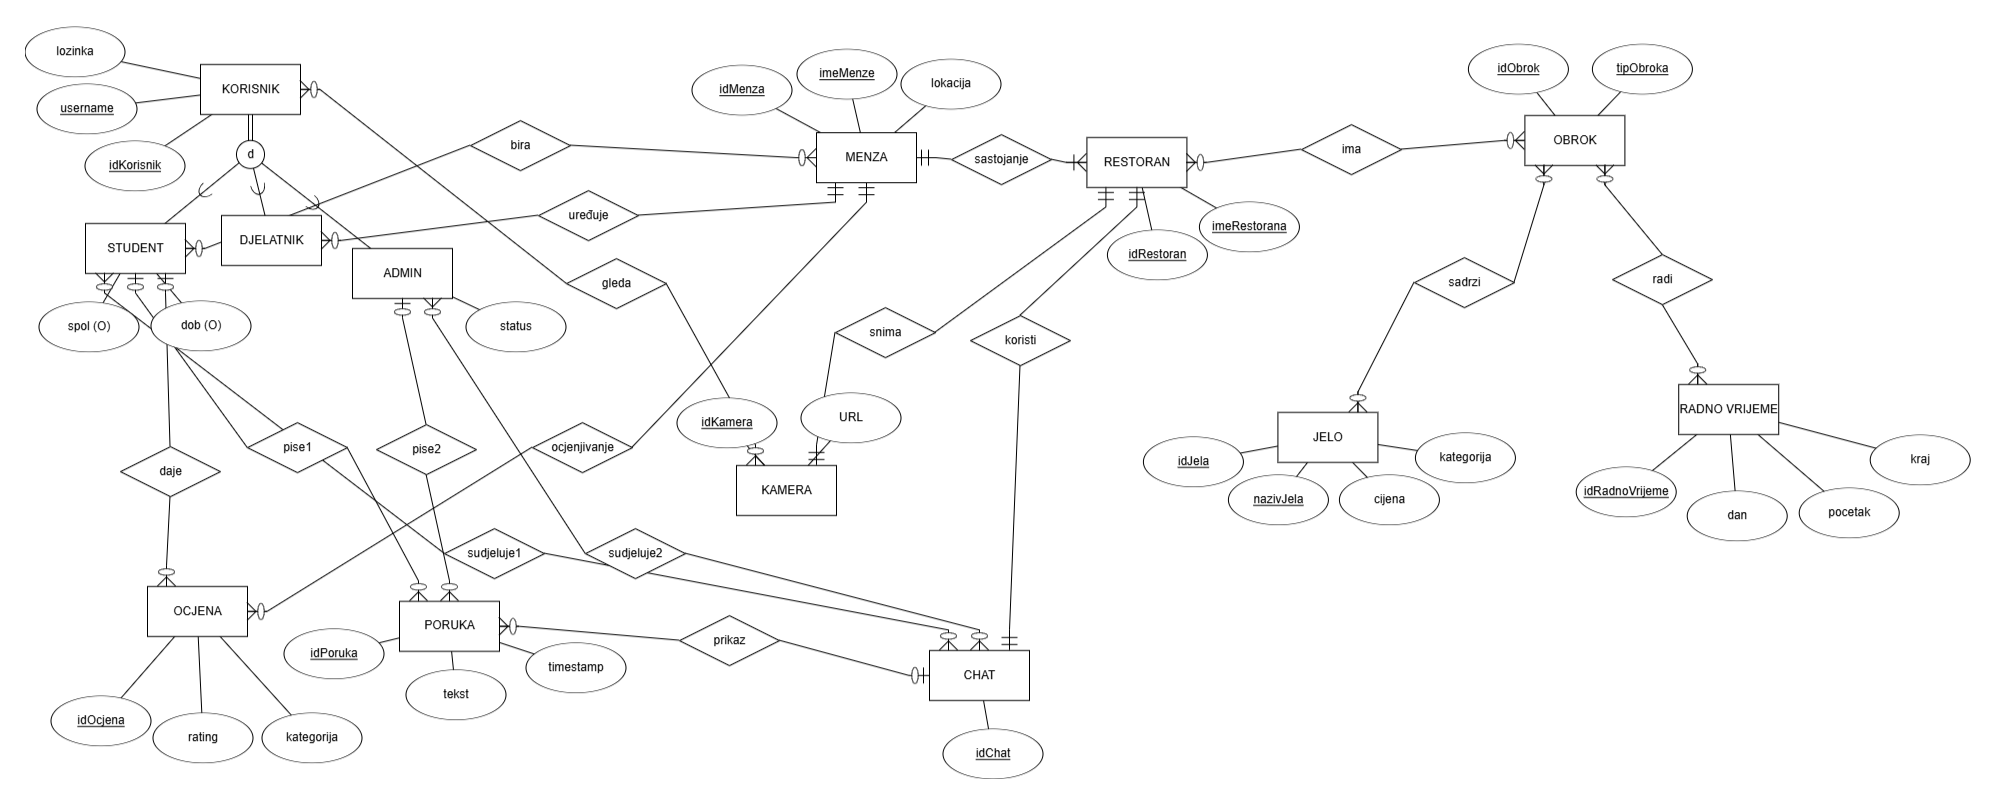 lozinka
KORISNIK
username
idKorisnik
d
bira
idMenza
imeMenze
lokacija
MENZA
sastojanje
RESTORAN
ima
idObrok
tipObroka
OBROK
STUDENT
DJELATNIK
uređuje
ADMIN
imeRestorana
idRestoran
spol (O)
dob (O)
status
gleda
snima
koristi
sadrzi
radi
idKamera
URL
daje
pise1
pise2
ocjenjivanje
KAMERA
JELO
idJela
nazivJela
cijena
kategorija
RADNO VRIJEME
idRadnoVrijeme
dan
pocetak
kraj
sudjeluje1
sudjeluje2
OCJENA
PORUKA
prikaz
idPoruka
tekst
timestamp
CHAT
idOcjena
rating
kategorija
idChat